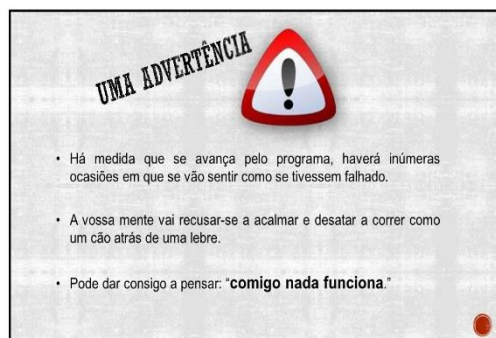 UMA ADVERTÊNCIA
• Há medida que se avança pelo programa, haverá inúmeras
ocasiões em que se vão sentir como se tivessem falhado.
• A vossa mente vai recusar-se a acalmar e desatar a correr como
um cão atrás de uma lebre.
• Pode dar consigo a pensar: “comigo nada funciona.”